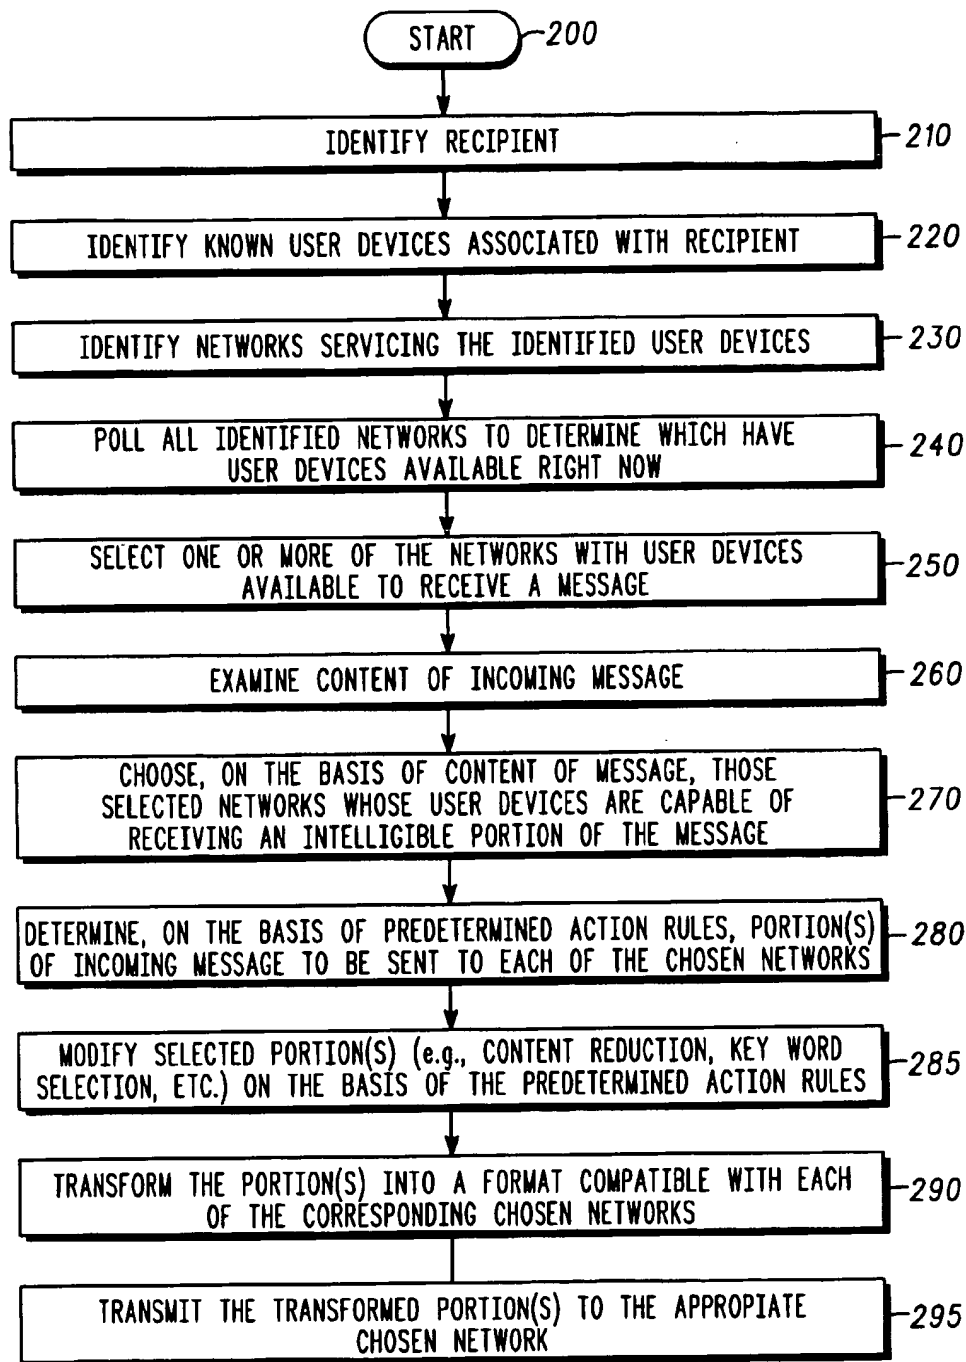 START
200
IDENTIFY RECIPIENT
210
IDENTIFY KNOWN USER DEVICES ASSOCIATED WITH RECIPIENT
220
IDENTIFY NETWORKS SERVICING THE IDENTIFIED USER DEVICES
230
POLL ALL IDENTIFIED NETWORKS TO DETERMINE WHICH HAVE
USER DEVICES AVAILABLE RIGHT NOW
240
SELECT ONE OR MORE OF THE NETWORKS WITH USER DEVICES
AVAILABLE TO RECEIVE A MESSAGE
250
EXAMINE CONTENT OF INCOMING MESSAGE
260
CHOOSE, ON THE BASIS OF CONTENT OF MESSAGE, THOSE
SELECTED NETWORKS WHOSE USER DEVICES ARE CAPABLE OF
RECEIVING AN INTELLIGIBLE PORTION OF THE MESSAGE
270
DETERMINE, ON THE BASIS OF PREDETERMINED ACTION RULES, PORTION(S)
OF INCOMING MESSAGE TO BE SENT TO EACH OF THE CHOSEN NETWORKS
280
MODIFY SELECTED PORTION(S) (e.g., CONTENT REDUCTION, KEY WORD
SELECTION, ETC.) ON THE BASIS OF THE PREDETERMINED ACTION RULES
285
TRANSFORM THE PORTION(S) INTO A FORMAT COMPATIBLE WITH EACH
OF THE CORRESPONDING CHOSEN NETWORKS
290
TRANSMIT THE TRANSFORMED PORTION(S) TO THE APPROPIATE
CHOSEN NETWORK
295